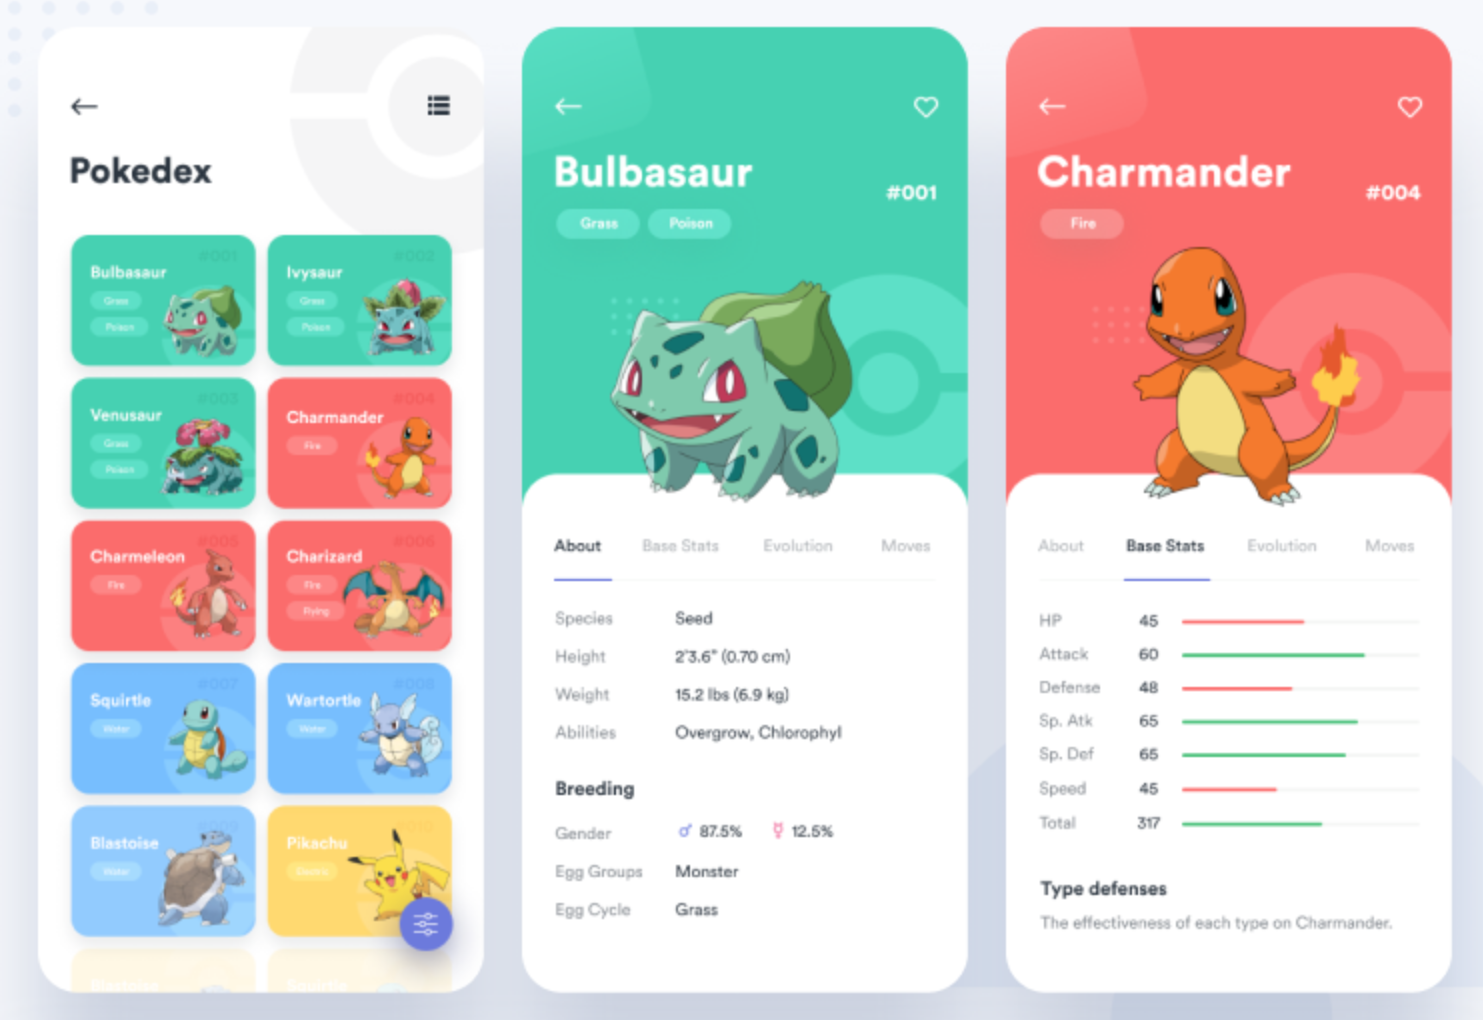 Pokedex
#001
Bulbasaur
Grass
Poison
#002
Ivysaur
Grass
Poison
#003
Venusaur
Grass
Poison
#004
Charmander
Fire
#005
Charmeleon
Fire
#006
Charizard
Fire
Flying
#007
Squirtle
Water
#008
Wartortle
Water
#009
Blastoise
Water
Pikachu
Electric
Blastoise
Squirtle
Bulbasaur
#001
Grass Poison
About Base Stats Evolution Moves
Species Seed
Height 2'3.6" (0.70 cm)
Weight 15.2 lbs (6.9 kg)
Abilities Overgrow, Chlorophyl
Breeding
Gender ♂ 87.5% ☿ 12.5%
Egg Groups Monster
Egg Cycle Grass
Charmander
#004
Fire
About Base Stats Evolution Moves
HP 45
Attack 60
Defense 48
Sp. Atk 65
Sp. Def 65
Speed 45
Total 317
Type defenses
The effectiveness of each type on Charmander.